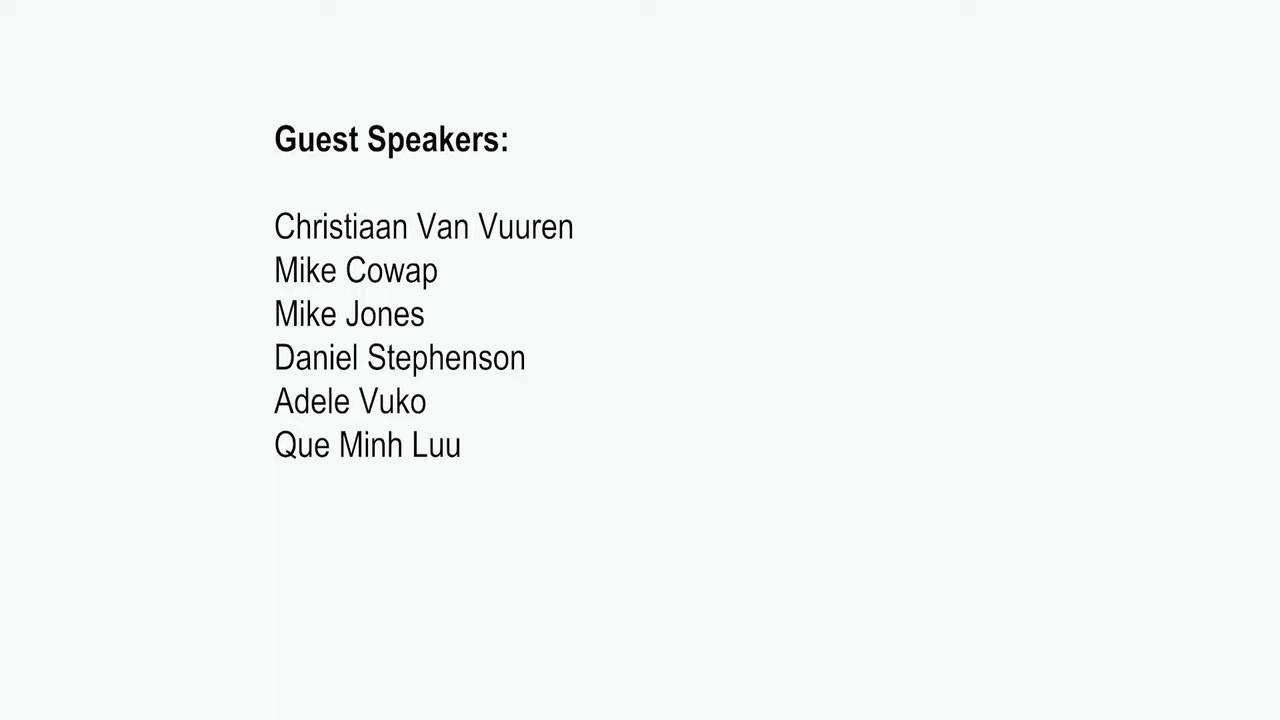 Guest Speakers:
Christiaan Van Vuuren
Mike Cowap
Mike Jones
Daniel Stephenson
Adele Vuko
Que Minh Luu